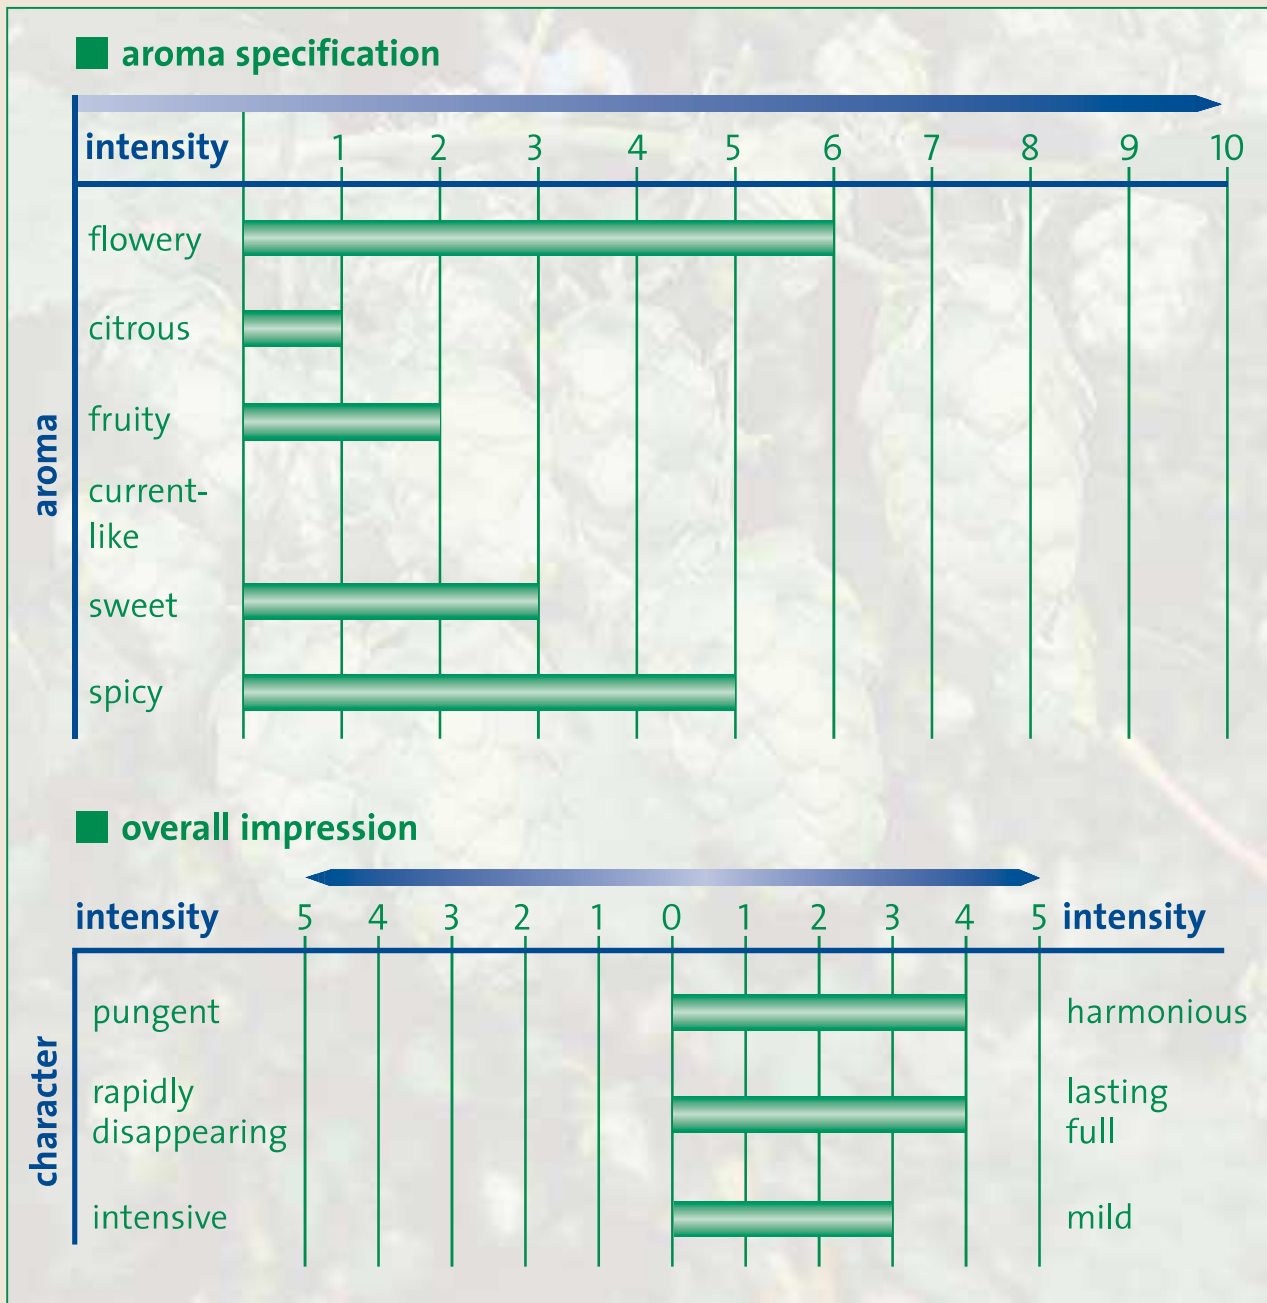 aroma specification
intensity 1 2 3 4 5 6 7 8 9 10
aroma
flowery
citrous
fruity
current-
like
sweet
spicy
overall impression
intensity 5 4 3 2 1 0 1 2 3 4 5 intensity
character
pungent harmonious
rapidly lasting
disappearing full
intensive mild